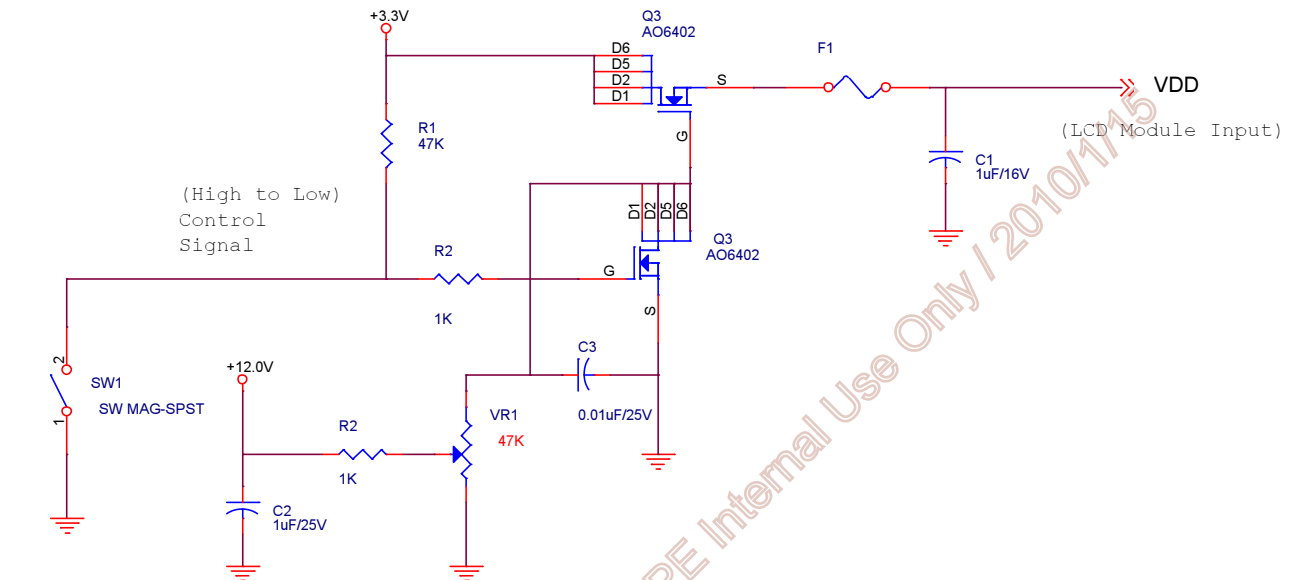 +3.3V
Q3
AO6402
D6
D5
D2
D1
S
G
F1
VDD
(LCD Module Input)
R1
47K
C1
1uF/16V
(High to Low)
Control
Signal
D1
D2
D5
D6
Q3
AO6402
R2
G
1K
S
C3
0.01uF/25V
2
SW1
SW MAG-SPST
1
+12.0V
R2
1K
VR1
47K
C2
1uF/25V
PE Internal Use Only / 2010/1/15